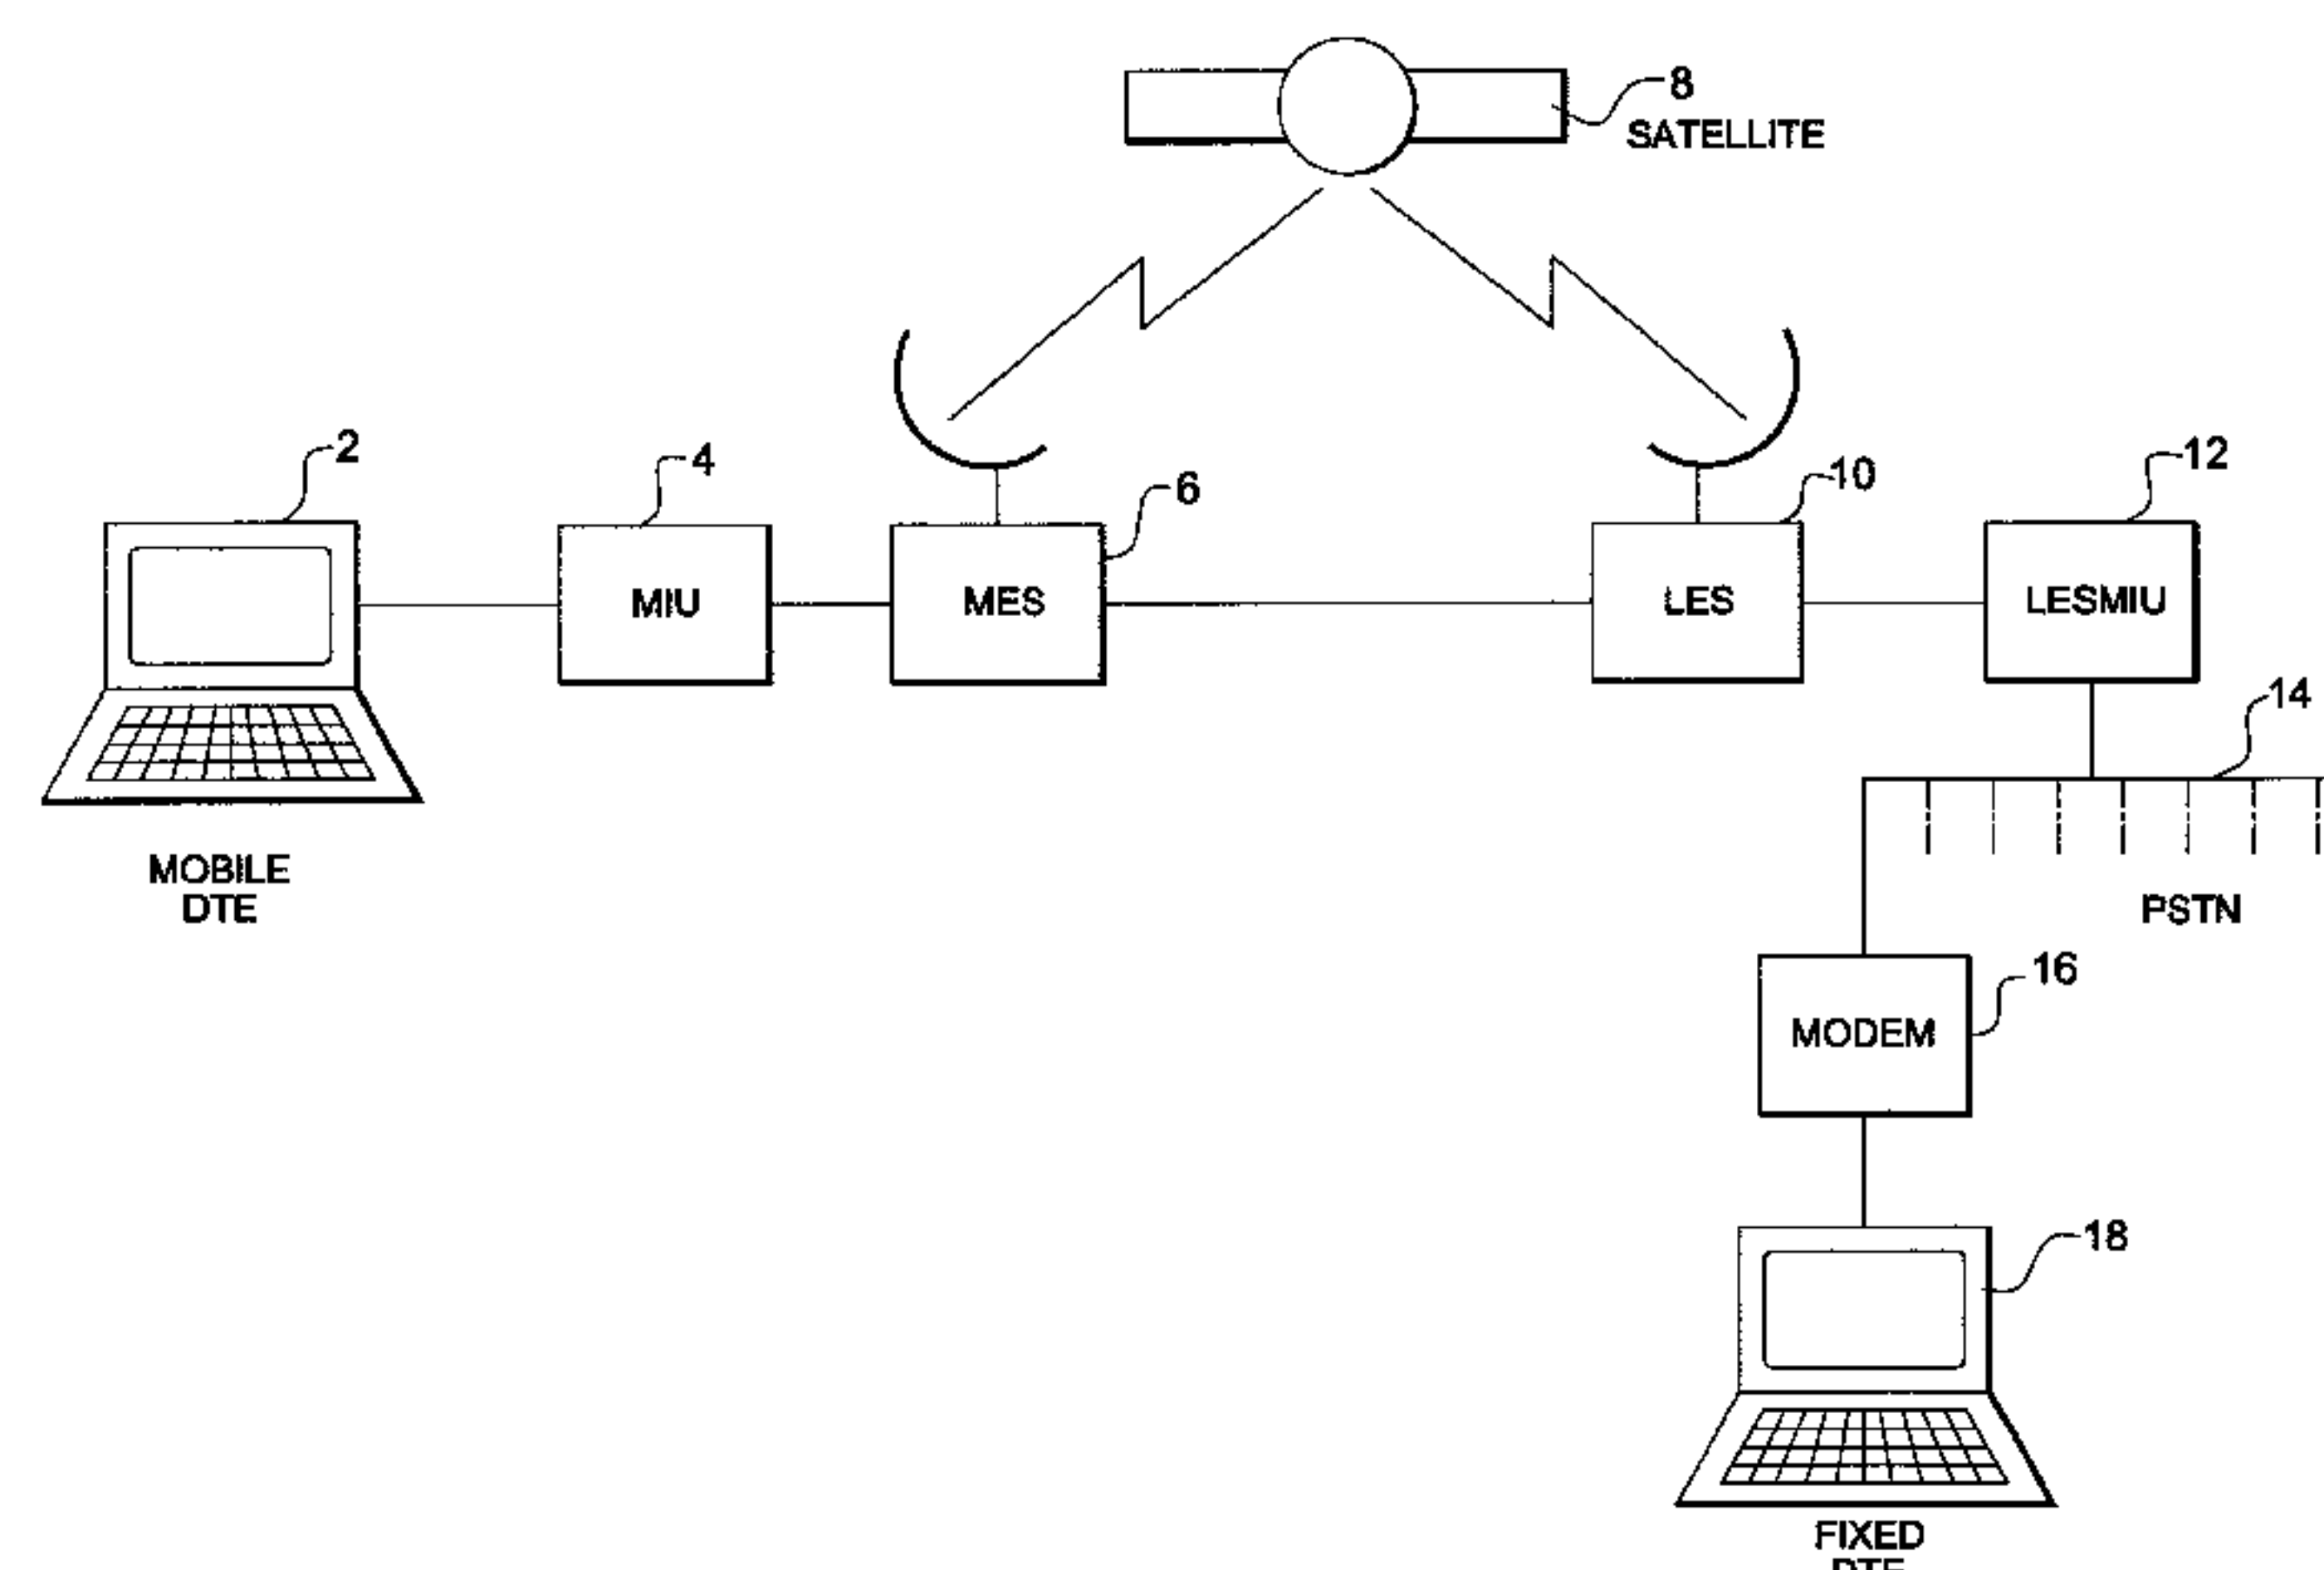 8
SATELLITE
2
4
6
10
12
MIU
MES
LES
LESMIU
14
MOBILE
DTE
PSTN
16
MODEM
18
FIXED
DTE